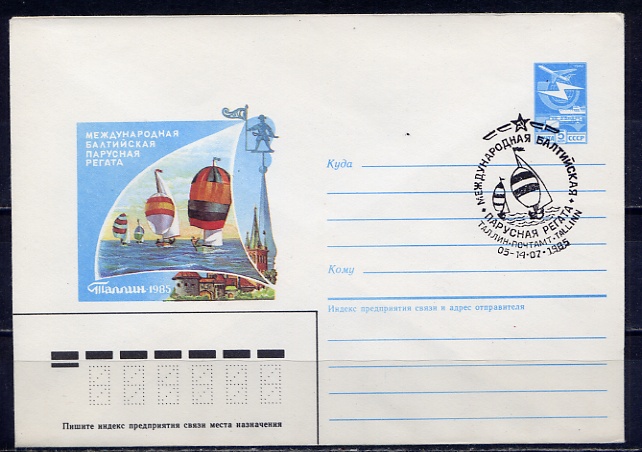 МЕЖДУНАРОДНАЯ
БАЛТИЙСКАЯ
ПАРУСНАЯ
РЕГАТА
Таллин 1985
5 СССР
МЕЖДУНАРОДНАЯ БАЛТИЙСКАЯ
ПАРУСНАЯ РЕГАТА
ТАЛЛИН-ПОЧТАМТ-TALLINN
05-14·07·1985
Куда
Кому
Индекс предприятия связи и адрес отправителя
Пишите индекс предприятия связи места назначения